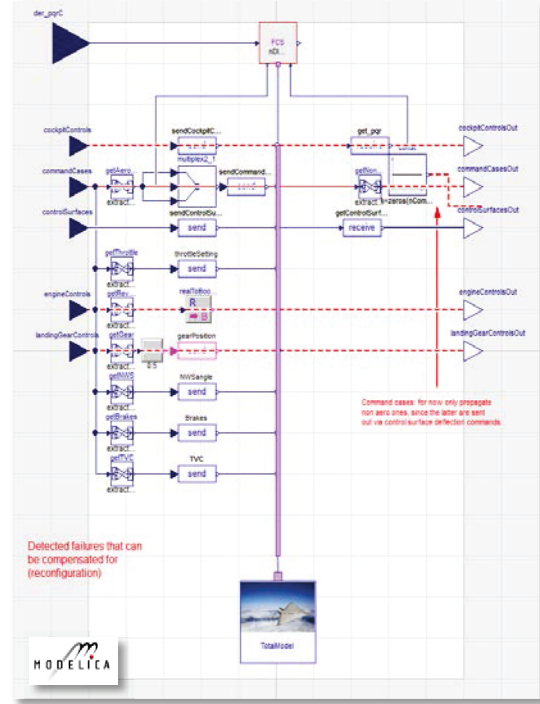 der_pqrC
FCS
nDI...
cockpitControls
sendCockpitC...
get_pqr
cockpitControlsOut
multiplex2_1
commandCases
getAero...
sendCommand...
send
getNon...
commandCasesOut
extract...
extract...
k=zeros(nCom...
controlSurfaces
sendControlSu...
send
getControlSurf...
receive
controlSurfacesOut
getThrottle
throttleSetting
send
extract...
engineControls
getRev...
realToBoo...
R
B
engineControlsOut
extract...
landingGearControls
getGear
gearPosition
landingGearControlsOut
0.5
extract...
getNWS
NWSangle
send
extract...
Command cases: for now only propagate
non aero ones, since the latter are sent
out via control surface deflection commands.
getBrakes
Brakes
send
extract...
getTVC
TVC
send
extract...
Detected failures that can
be compensated for
(reconfiguration)
TotalModel
MODELICA